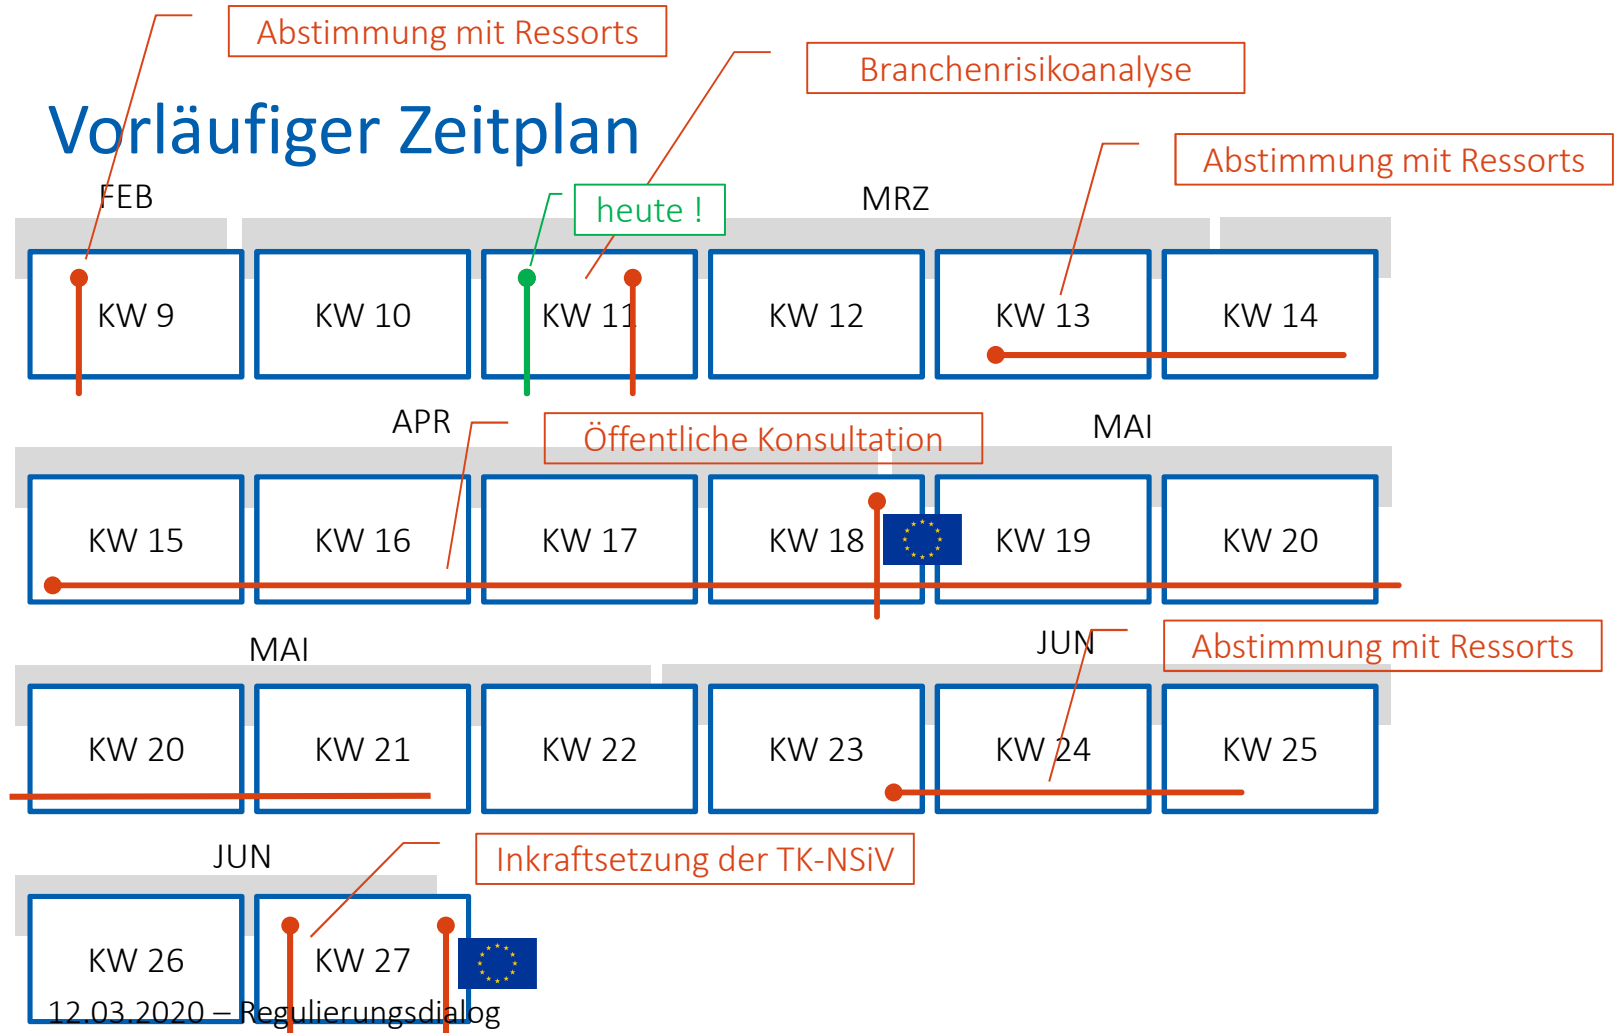 Abstimmung mit Ressorts
Branchenrisikoanalyse
Vorläufiger Zeitplan
Abstimmung mit Ressorts
FEB
heute !
MRZ
KW 9
KW 10
KW 11
KW 12
KW 13
KW 14
APR
Öffentliche Konsultation
MAI
KW 15
KW 16
KW 17
KW 18
KW 19
KW 20
MAI
JUN
Abstimmung mit Ressorts
KW 20
KW 21
KW 22
KW 23
KW 24
KW 25
JUN
Inkraftsetzung der TK-NSiV
KW 26
KW 27
12.03.2020 – Regulierungsdialog